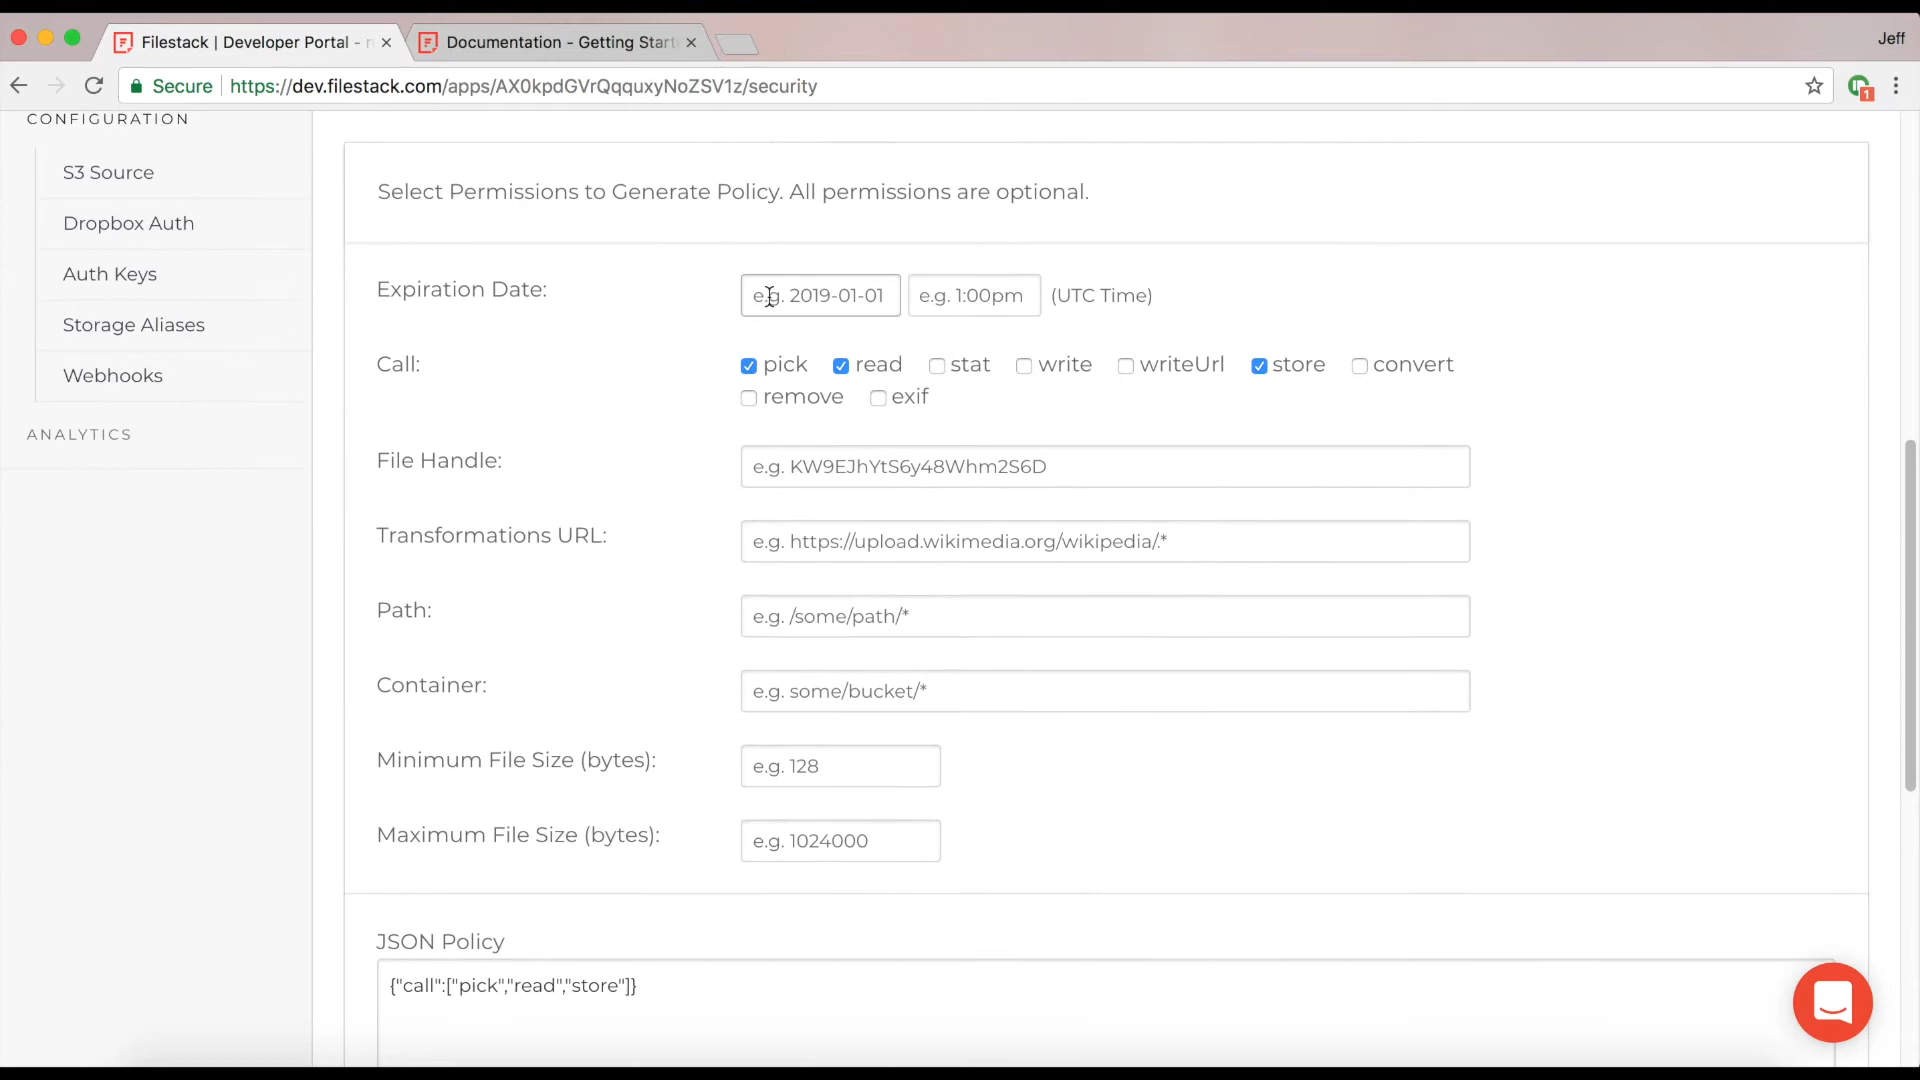 Filestack | Developer Portal -
Documentation - Getting Start
Jeff
Secure
https://dev.filestack.com/apps/AX0kpdGVrQqquxyNoZSV1z/security
1
CONFIGURATION
S3 Source
Dropbox Auth
Auth Keys
Storage Aliases
Webhooks
ANALYTICS
Select Permissions to Generate Policy. All permissions are optional.
Expiration Date:
e.g. 2019-01-01
e.g. 1:00pm
(UTC Time)
Call:
pick read stat write writeUrl store convert
remove exif
File Handle:
e.g. KW9EJhYtS6y48Whm2S6D
Transformations URL:
e.g. https://upload.wikimedia.org/wikipedia/.*
Path:
e.g. /some/path/*
Container:
e.g. some/bucket/*
Minimum File Size (bytes):
e.g. 128
Maximum File Size (bytes):
e.g. 1024000
JSON Policy
{"call":["pick","read","store"]}